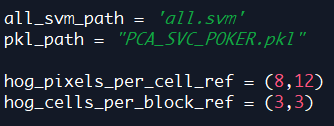 all_svm_path = 'all.svm'
pkl_path = "PCA_SVC_POKER.pkl"
hog_pixels_per_cell_ref = (8,12)
hog_cells_per_block_ref = (3,3)